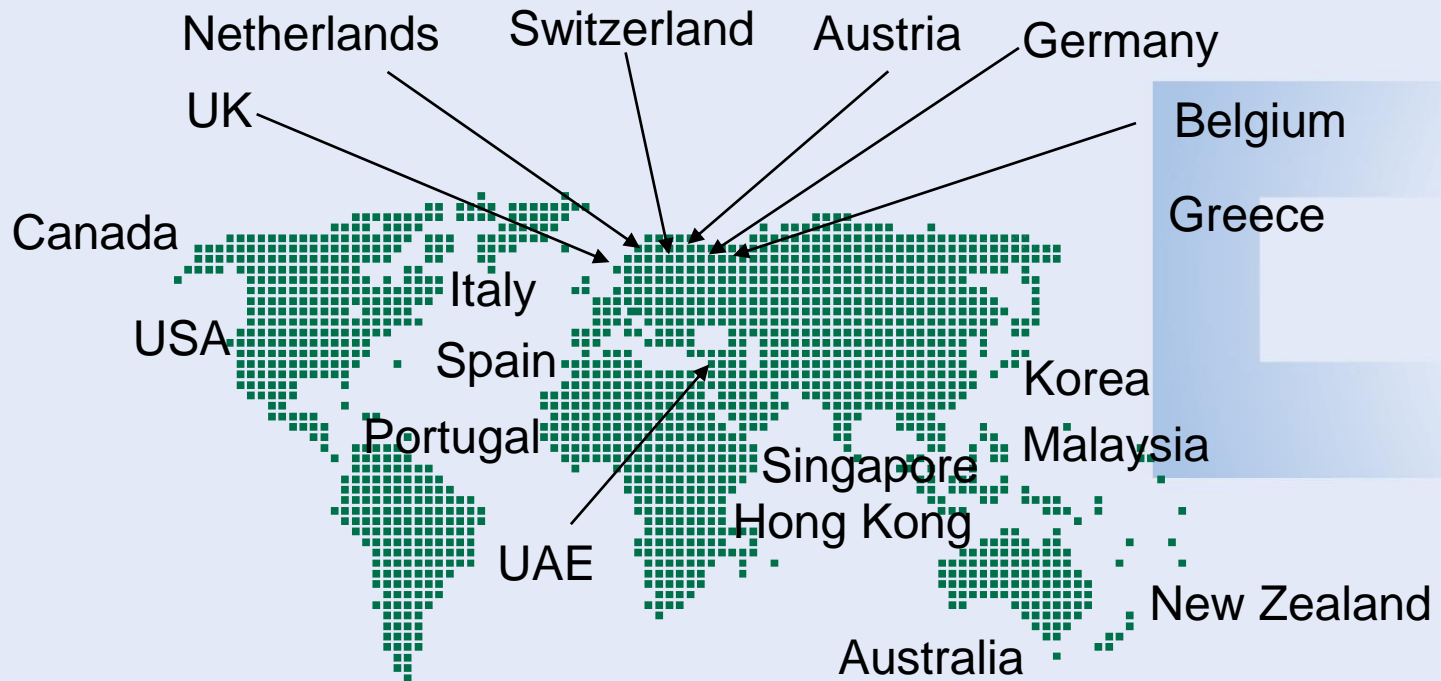 Netherlands
Switzerland
Austria
Germany
UK
Belgium
Greece
Canada
Italy
USA
Spain
Korea
Portugal
Malaysia
Singapore
Hong Kong
UAE
New Zealand
Australia